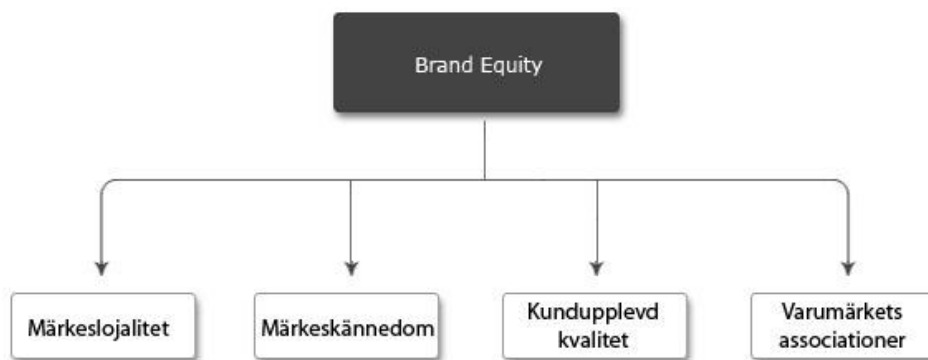 Brand Equity
Märkeslojalitet
Märkeskännedom
Kundupplevd
kvalitet
Varumärkets
associationer